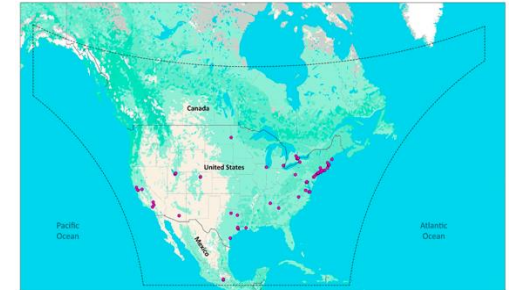 Canada
United States
Pacific
Ocean
Atlantic
Ocean
Mexico